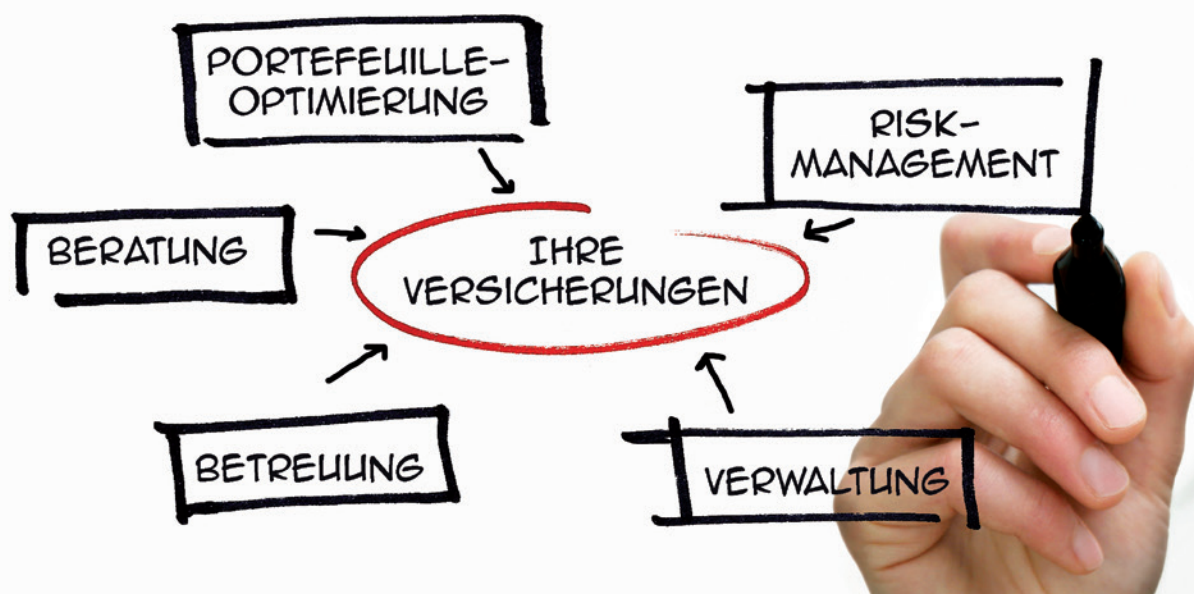 PORTEFEUILLE-
OPTIMIERUNG
RISK-
MANAGEMENT
BERATUNG
IHRE
VERSICHERUNGEN
BETREUUNG
VERWALTUNG